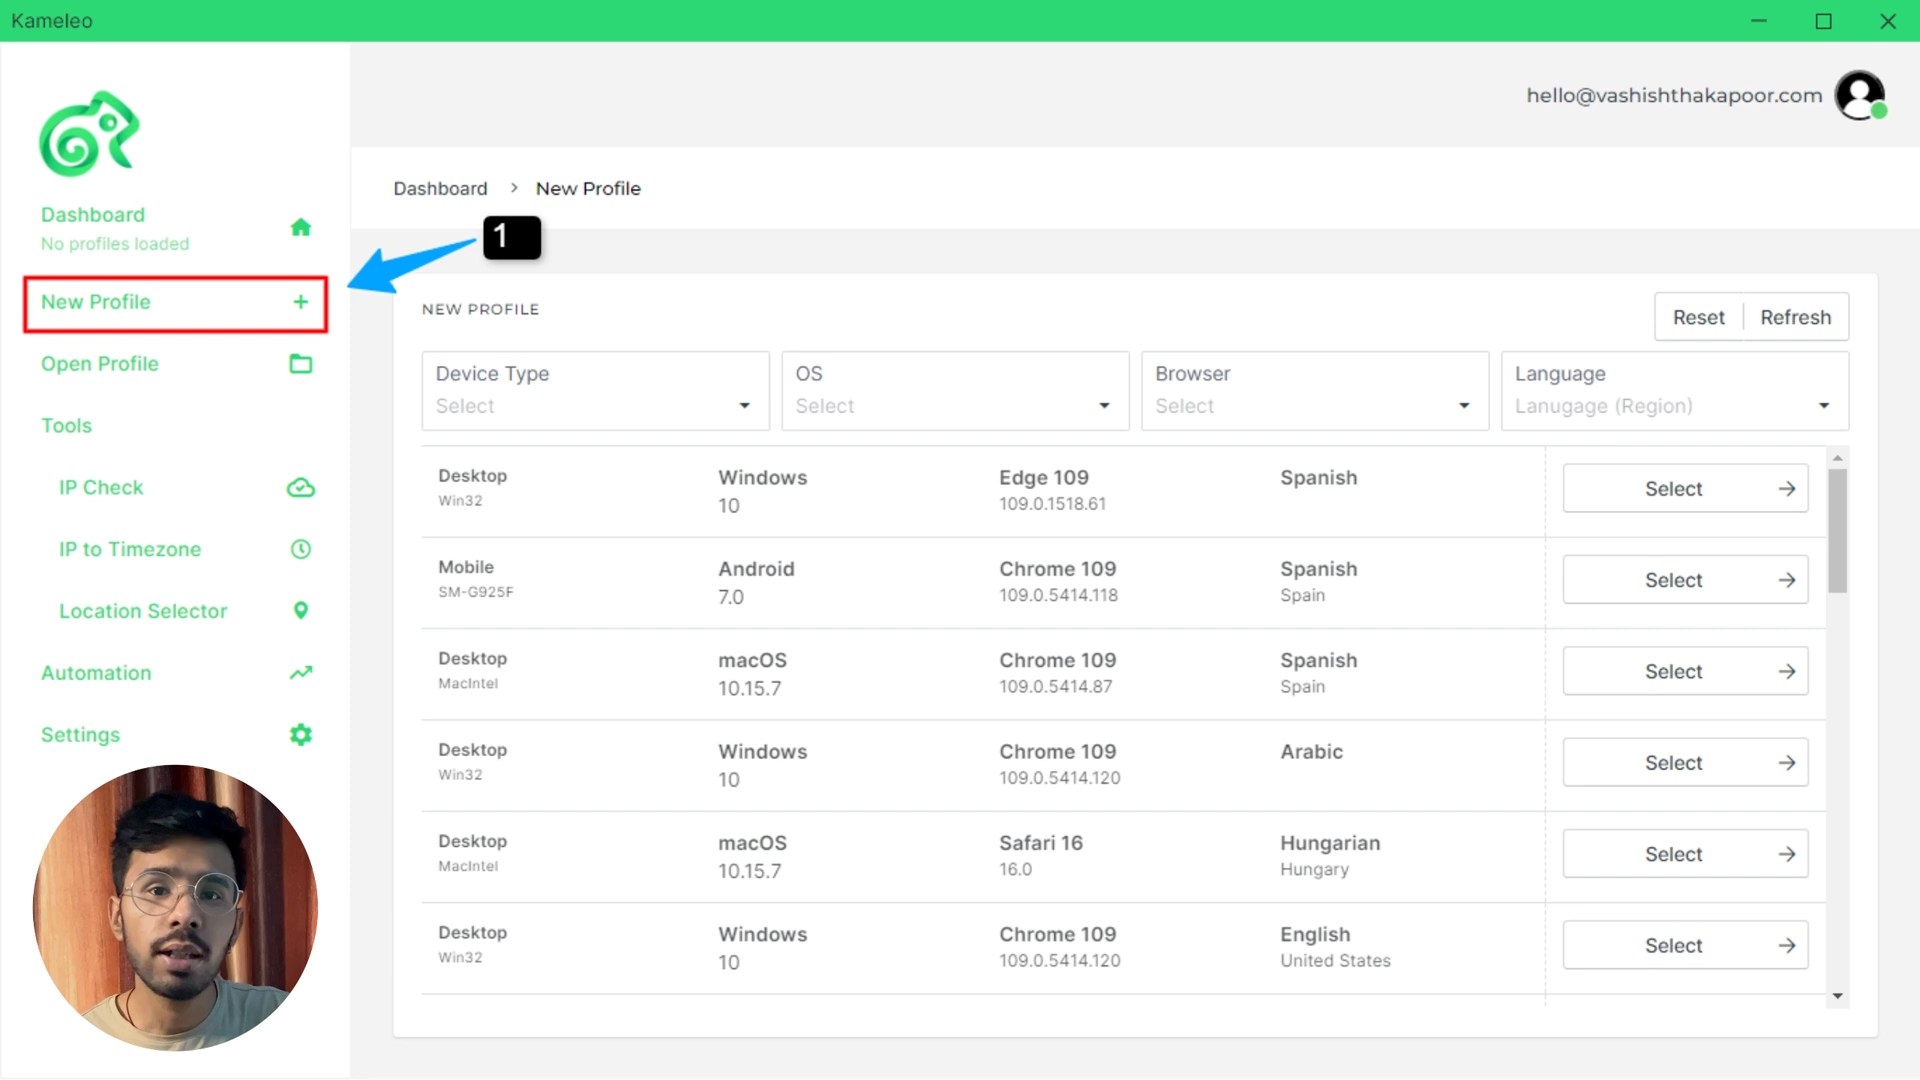 Kameleo
hello@vashishthakapoor.com
Dashboard
No profiles loaded
New Profile
Open Profile
Tools
IP Check
IP to Timezone
Location Selector
Automation
Settings
Dashboard > New Profile
1
NEW PROFILE
Reset Refresh
Device Type
Select
OS
Select
Browser
Select
Language
Lanugage (Region)
Desktop Windows Edge 109 Spanish Select
Win32 10 109.0.1518.61
Mobile Android Chrome 109 Spanish Select
SM-G925F 7.0 109.0.5414.118 Spain
Desktop macOS Chrome 109 Spanish Select
MacIntel 10.15.7 109.0.5414.87 Spain
Desktop Windows Chrome 109 Arabic Select
Win32 10 109.0.5414.120
Desktop macOS Safari 16 Hungarian Select
MacIntel 10.15.7 16.0 Hungary
Desktop Windows Chrome 109 English Select
Win32 10 109.0.5414.120 United States